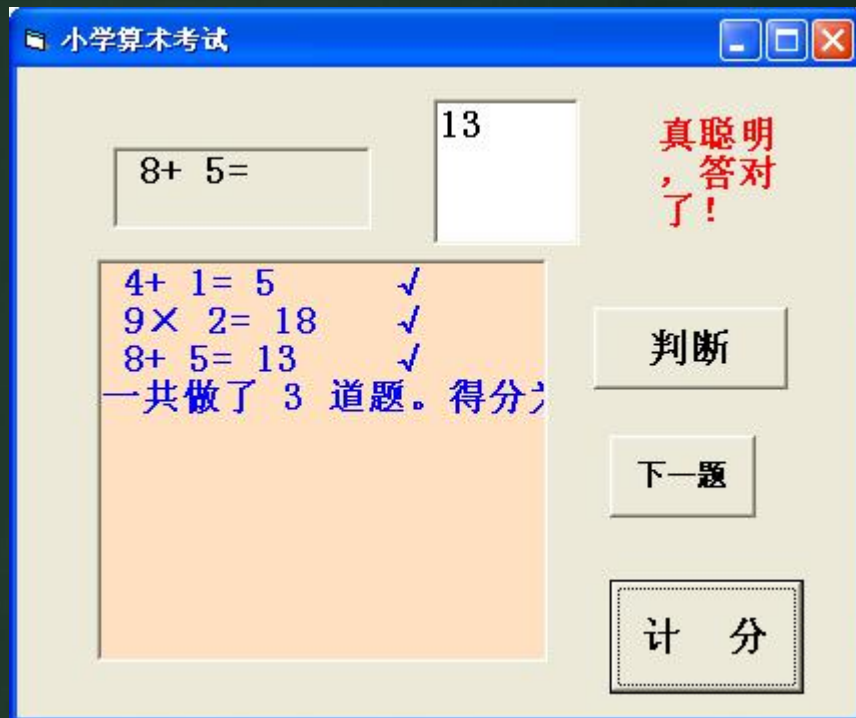 小学算术考试
8+ 5=
13
真聪明
，答对
了！
4+ 1= 5 √
9× 2= 18 √
8+ 5= 13 √
一共做了 3 道题。得分
判断
下一题
计 分